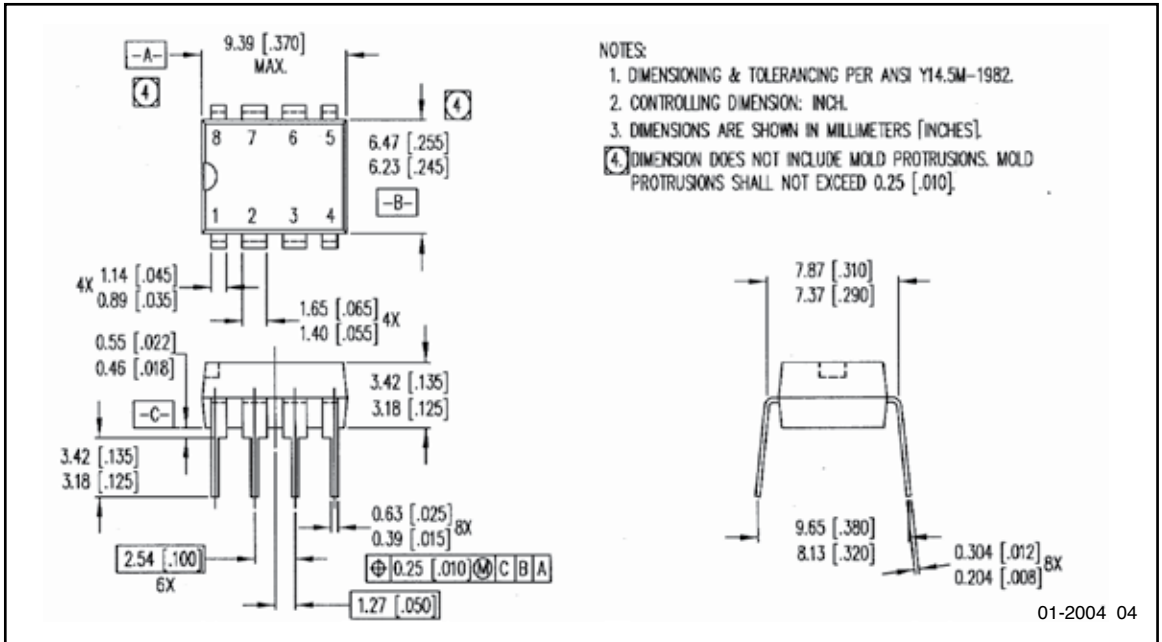 -A-
9.39 [.370]
MAX.
4
4
8 7 6 5
1 2 3 4
6.47 [.255]
6.23 [.245]
-B-
4X 1.14 [.045]
0.89 [.035]
1.65 [.065] 4X
1.40 [.055]
0.55 [.022]
0.46 [.018]
3.42 [.135]
3.18 [.125]
-C-
3.42 [.135]
3.18 [.125]
0.63 [.025] 8X
0.39 [.015]
2.54 [.100]
6X
⌖ 0.25 [.010] Ⓜ C B A
1.27 [.050]
NOTES:
1. DIMENSIONING & TOLERANCING PER ANSI Y14.5M-1982.
2. CONTROLLING DIMENSION: INCH.
3. DIMENSIONS ARE SHOWN IN MILLIMETERS [INCHES].
4. DIMENSION DOES NOT INCLUDE MOLD PROTRUSIONS. MOLD
PROTRUSIONS SHALL NOT EXCEED 0.25 [.010].
7.87 [.310]
7.37 [.290]
9.65 [.380]
8.13 [.320]
0.304 [.012] 8X
0.204 [.008]
01-2004 04